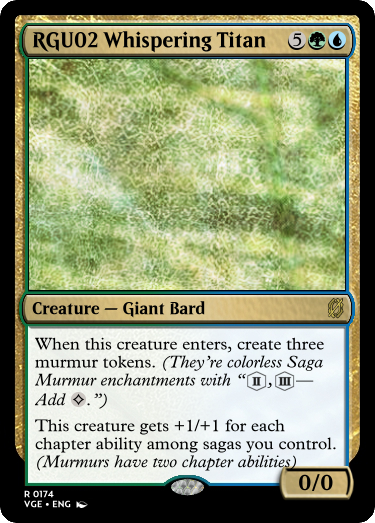 RGU02 Whispering Titan 5
Creature — Giant Bard
When this creature enters, create three
murmur tokens. (They're colorless Saga
Murmur enchantments with “II, III—
Add C.”)
This creature gets +1/+1 for each
chapter ability among sagas you control.
(Murmurs have two chapter abilities)
0/0
R 0174
VGE • ENG